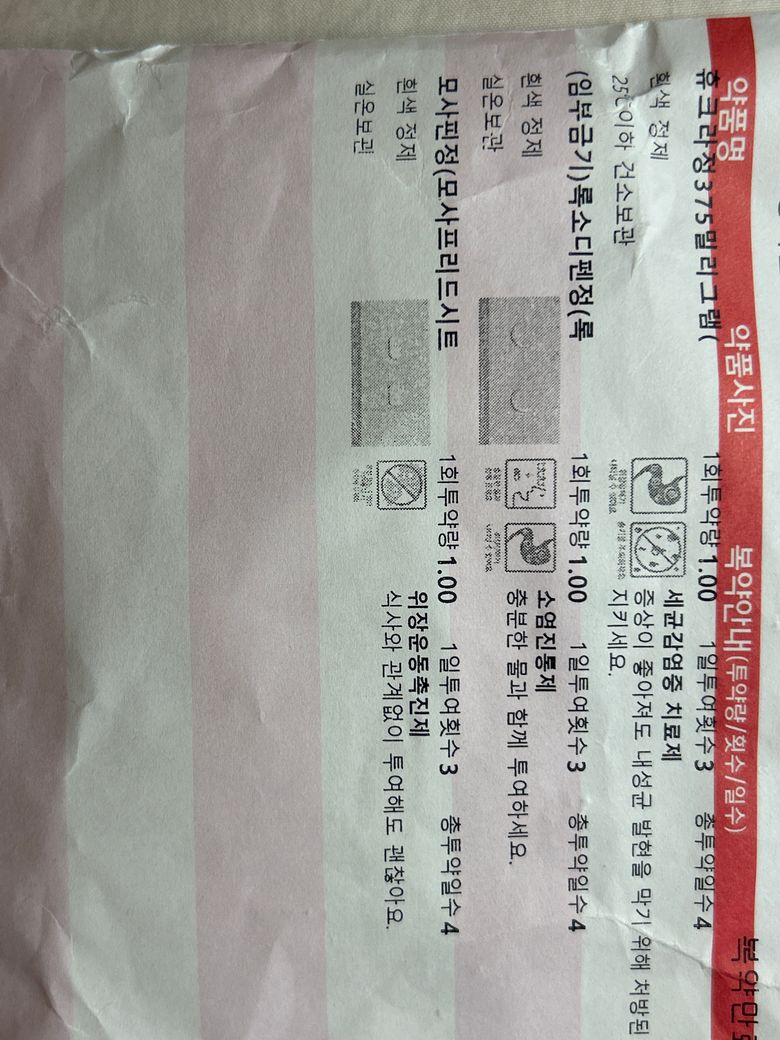 약품명 약품사진 복약안내(투약량/횟수/일수) 복약만
휴크라정375밀리그램( 1회투약량 1.00 1일투여횟수 3 총투약일수 4
흰색 정제
세균감염증 치료제
25℃이하 건소보관
증상이 좋아져도 내성균 발현을 막기 위해 처방된
지키세요.
(임부금기)록소디펜정(록 1회투약량 1.00 1일투여횟수 3 총투약일수 4
흰색 정제
소염진통제
실온보관
충분한 물과 함께 투여하세요.
모사핀정(모사프리드시트 1회투약량 1.00 1일투여횟수 3 총투약일수 4
흰색 정제
위장운동촉진제
실온보관
식사와 관계없이 투여해도 괜찮아요.